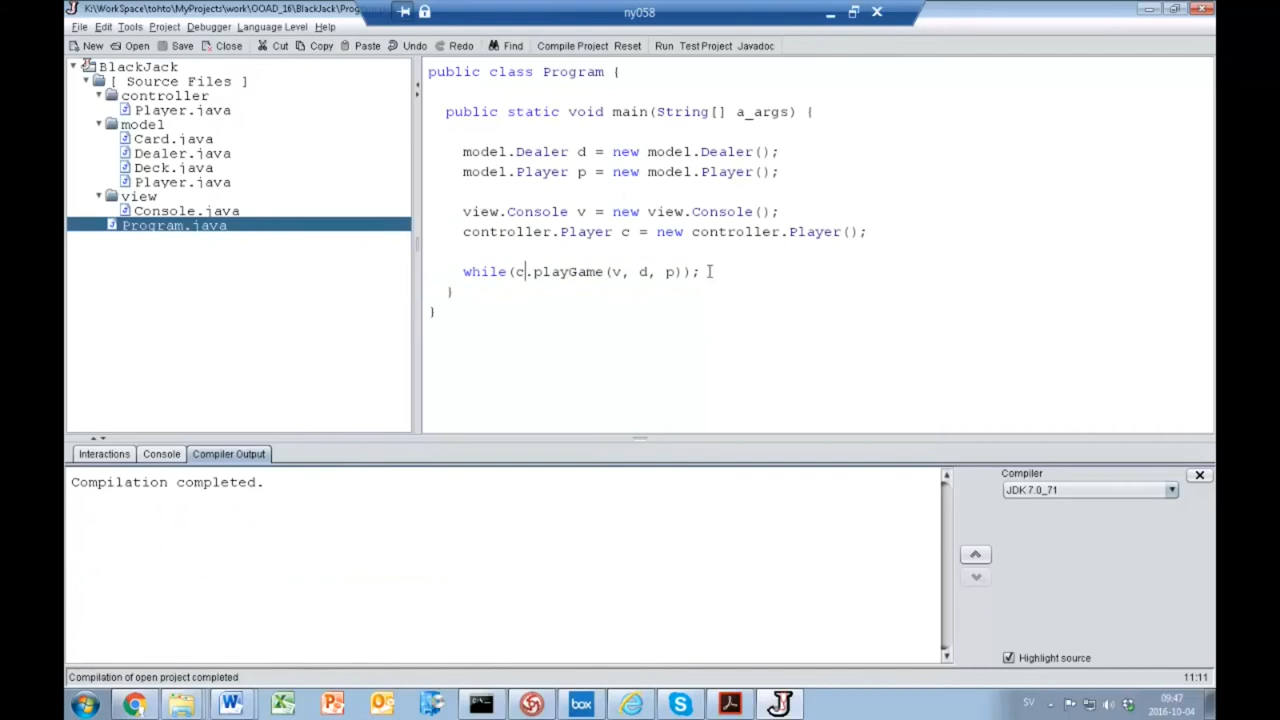 K:\WorkSpace\tohto\MyProjects\work\OOAD_16\BlackJack\Prog
ny058
File Edit Tools Project Debugger Language Level Help
New Open Save Close Cut Copy Paste Undo Redo Find Compile Project Reset Run Test Project Javadoc
BlackJack
[ Source Files ]
controller
Player.java
model
Card.java
Dealer.java
Deck.java
Player.java
view
Console.java
Program.java
public class Program {
public static void main(String[] a_args) {
model.Dealer d = new model.Dealer();
model.Player p = new model.Player();
view.Console v = new view.Console();
controller.Player c = new controller.Player();
while(c.playGame(v, d, p));
}
}
Interactions Console Compiler Output
Compilation completed.
Compiler
JDK 7.0_71
Highlight source
Compilation of open project completed
11:11
SV
09:47
2016-10-04
box